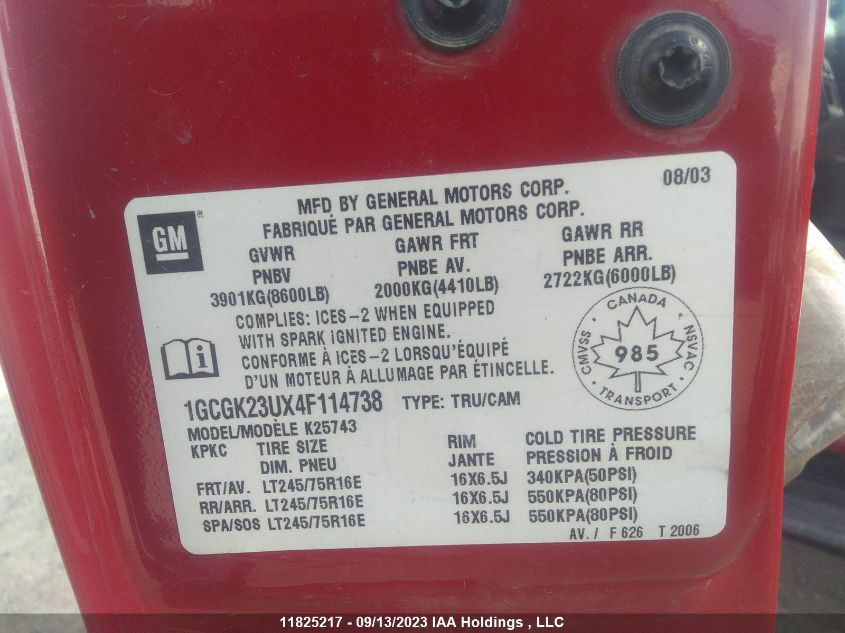 08/03
MFD BY GENERAL MOTORS CORP.
FABRIQUÉ PAR GENERAL MOTORS CORP.
GM ®
GVWR GAWR FRT GAWR RR
PNBV PNBE AV. PNBE ARR.
3901KG(8600LB) 2000KG(4410LB) 2722KG(6000LB)
COMPLIES: ICES-2 WHEN EQUIPPED
WITH SPARK IGNITED ENGINE.
CONFORME À ICES-2 LORSQU'ÉQUIPÉ
D'UN MOTEUR À ALLUMAGE PAR ÉTINCELLE.
CANADA
CMVSS 985 NSVAC
TRANSPORT
1GCGK23UX4F114738 TYPE: TRU/CAM
MODEL/MODÈLE K25743
KPKC TIRE SIZE RIM COLD TIRE PRESSURE
DIM. PNEU JANTE PRESSION À FROID
FRT/AV. LT245/75R16E 16X6.5J 340KPA(50PSI)
RR/ARR. LT245/75R16E 16X6.5J 550KPA(80PSI)
SPA/SOS LT245/75R16E 16X6.5J 550KPA(80PSI)
AV. / F 626 T 2006
11825217 - 09/13/2023 IAA Holdings , LLC